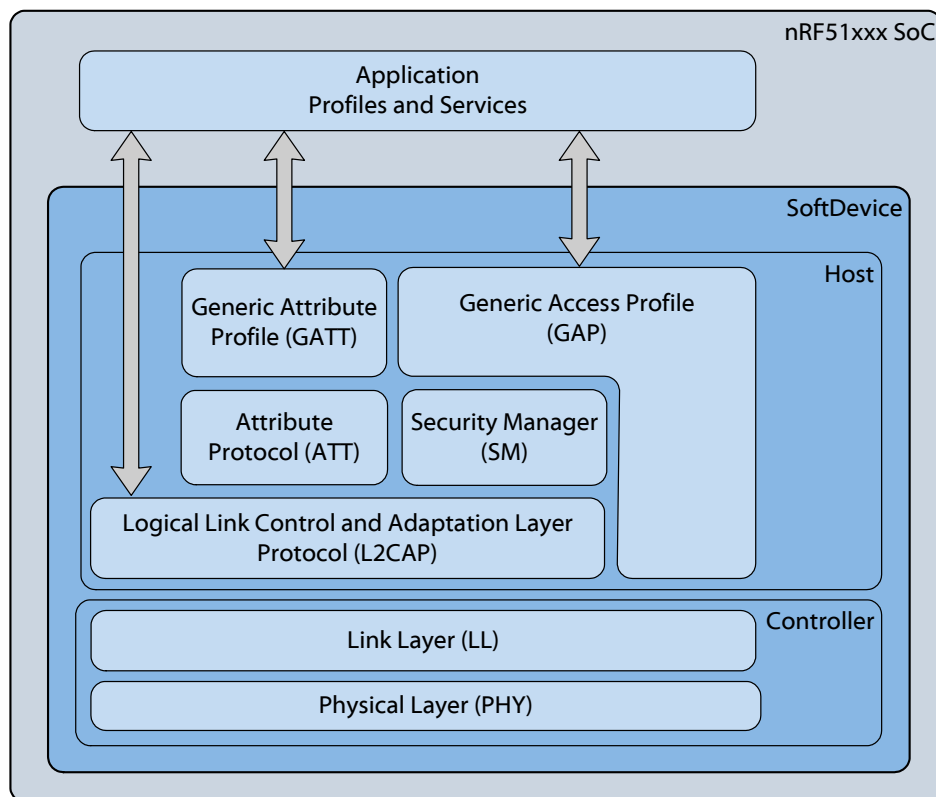 nRF51xxx SoC
Application
Profiles and Services
SoftDevice
Host
Generic Attribute
Profile (GATT)
Generic Access Profile
(GAP)
Attribute
Protocol (ATT)
Security Manager
(SM)
Logical Link Control and Adaptation Layer
Protocol (L2CAP)
Controller
Link Layer (LL)
Physical Layer (PHY)